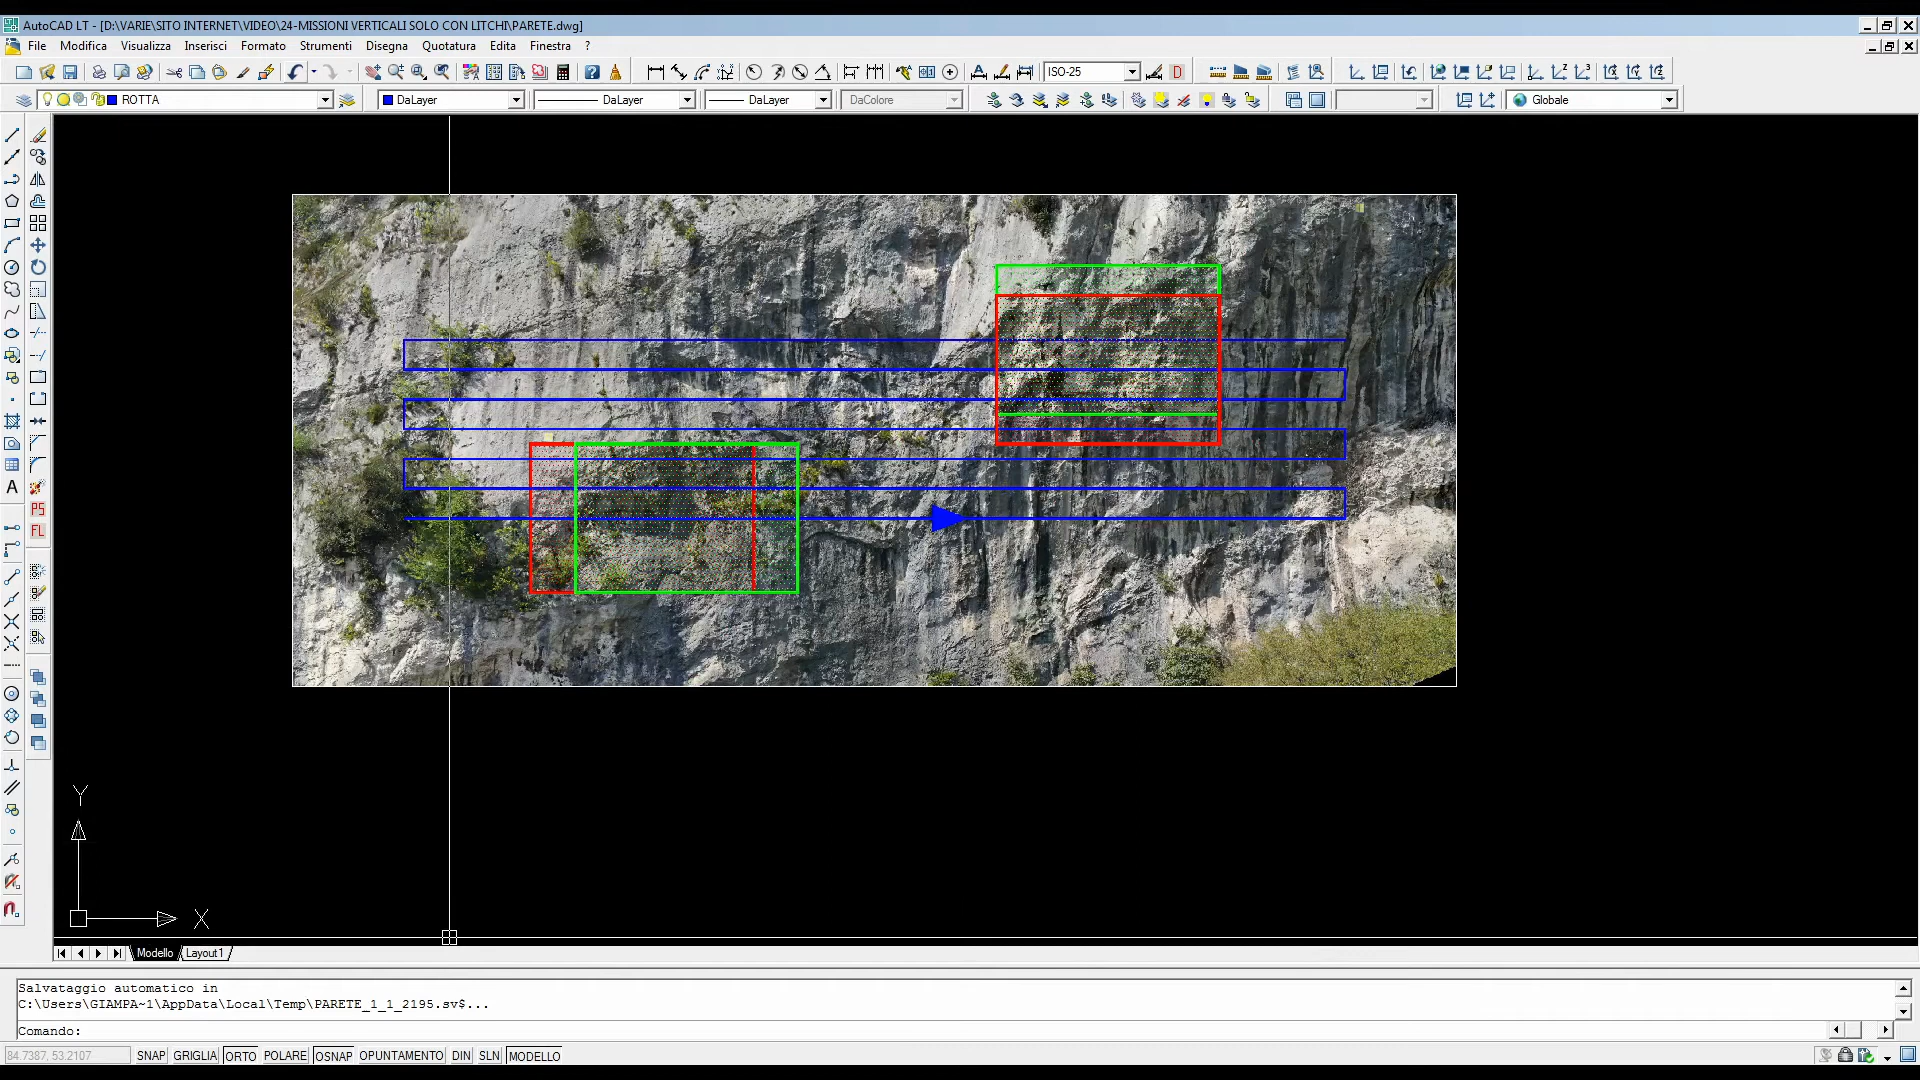 AutoCAD LT - [D:\VARIE\SITO INTERNET\VIDEO\24-MISSIONI VERTICALI SOLO CON LITCHI\PARETE.dwg]
File Modifica Visualizza Inserisci Formato Strumenti Disegna Quotatura Edita Finestra ?
ISO-25
ROTTA DaLayer DaLayer DaLayer DaColore Globale
A
PS
FL
Y
X
Modello Layout1
Salvataggio automatico in
C:\Users\GIAMPA~1\AppData\Local\Temp\PARETE_1_1_2195.sv$...
Comando:
84.7387, 53.2107 SNAP GRIGLIA ORTO POLARE OSNAP OPUNTAMENTO DIN SLN MODELLO